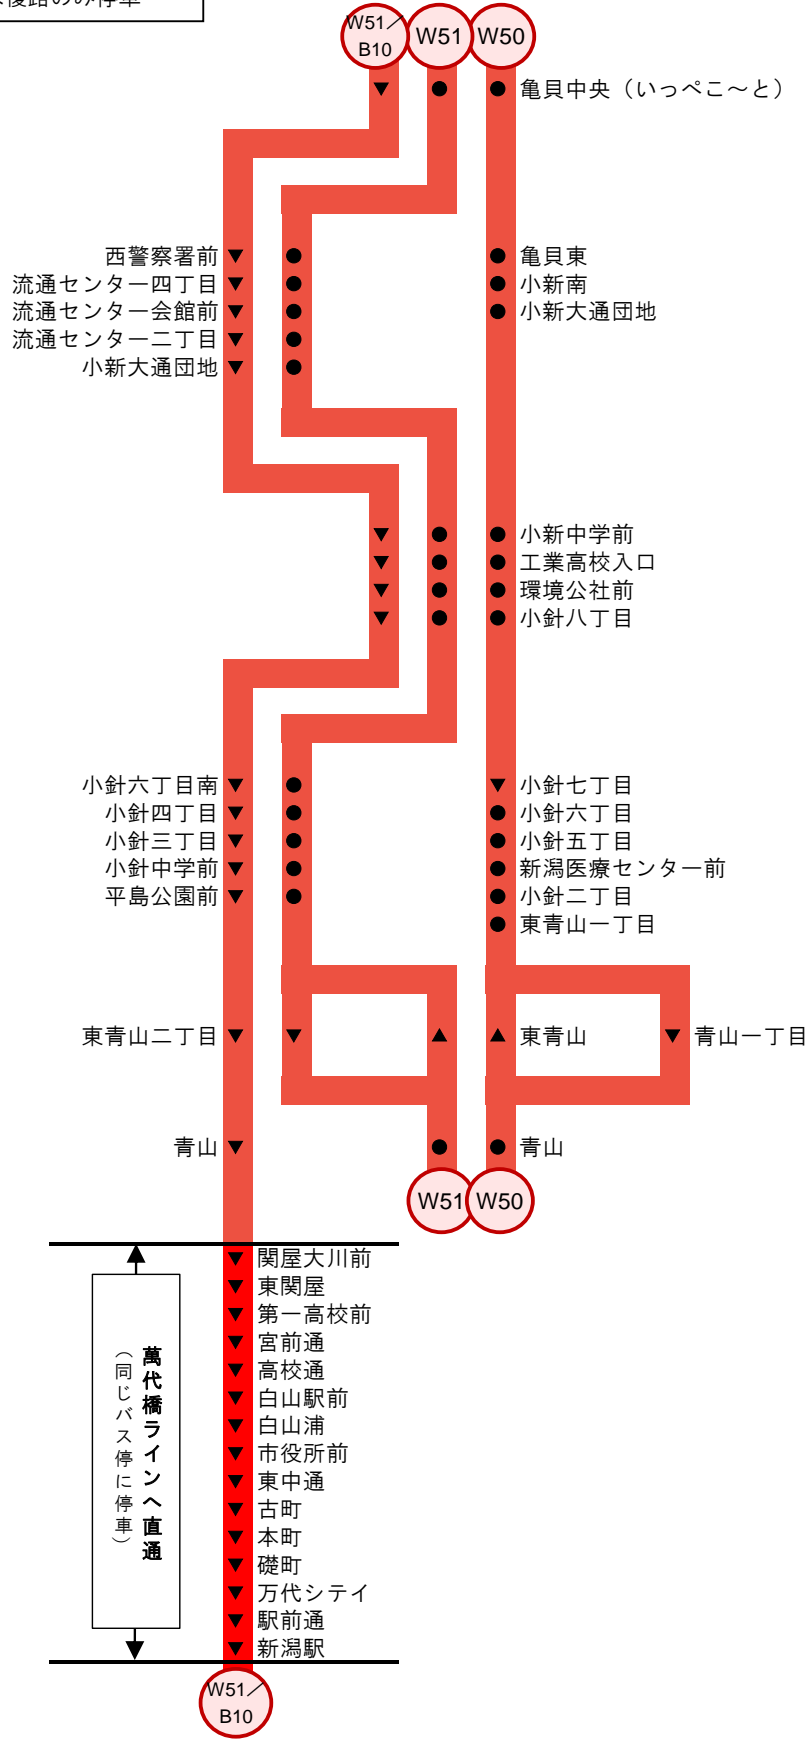 復路のみ停車
W51／
B10
W51
W50
亀貝中央（いっぺこ～と）
西警察署前
流通センター四丁目
流通センター会館前
流通センター二丁目
小新大通団地
亀貝東
小新南
小新大通団地
小新中学前
工業高校入口
環境公社前
小針八丁目
小針六丁目南
小針四丁目
小針三丁目
小針中学前
平島公園前
小針七丁目
小針六丁目
小針五丁目
新潟医療センター前
小針二丁目
東青山一丁目
東青山二丁目
東青山
青山一丁目
青山
青山
W51
W50
萬代橋ラインへ直通
（同じバス停に停車）
関屋大川前
東関屋
第一高校前
宮前通
高校通
白山駅前
白山浦
市役所前
東中通
古町
本町
礎町
万代シテイ
駅前通
新潟駅
W51／
B10